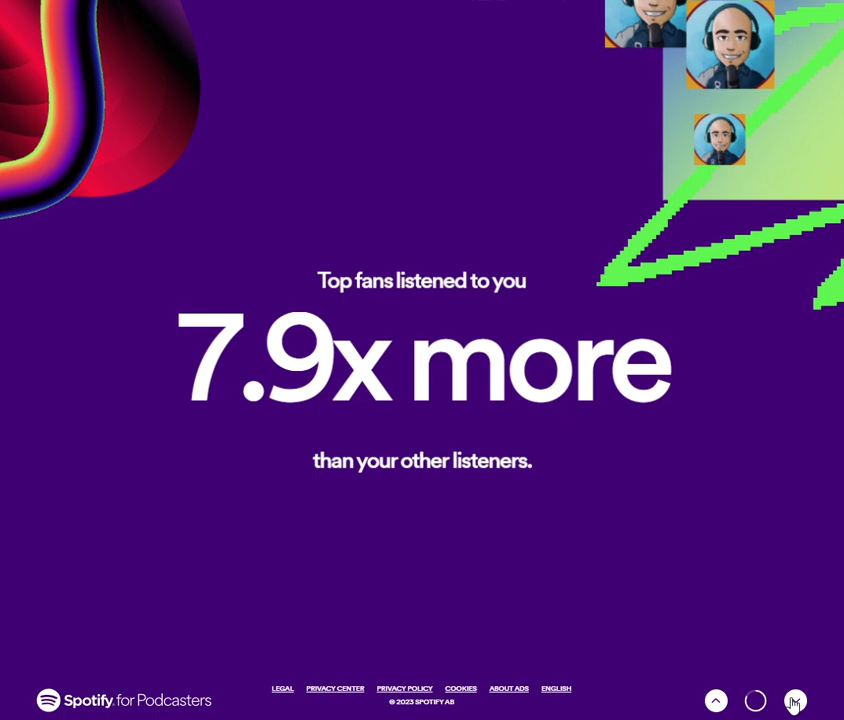 Top fans listened to you
7.9x more
than your other listeners.
LEGAL PRIVACY CENTER PRIVACY POLICY COOKIES ABOUT ADS ENGLISH
Spotify for Podcasters
© 2023 SPOTIFY AB